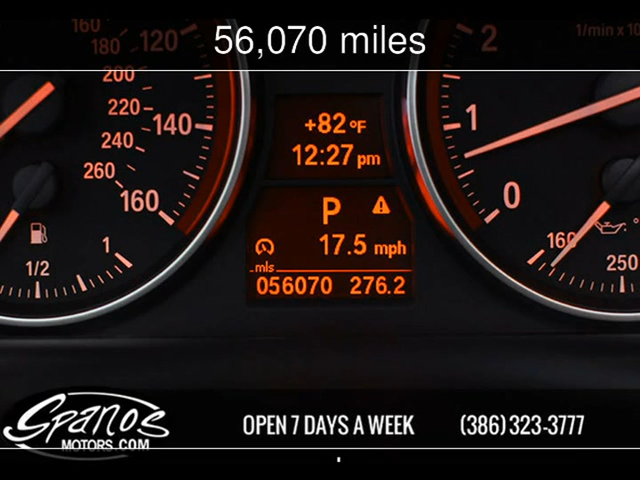 56,070 miles
160
180
120
200
220
140
240
260
160
1/2
1
+82 °F
12:27 pm
P
17.5 mph
mls
056070 276.2
2
1/min x 10
1
0
160
°
250
Spanos
MOTORS.COM
OPEN 7 DAYS A WEEK (386) 323-3777